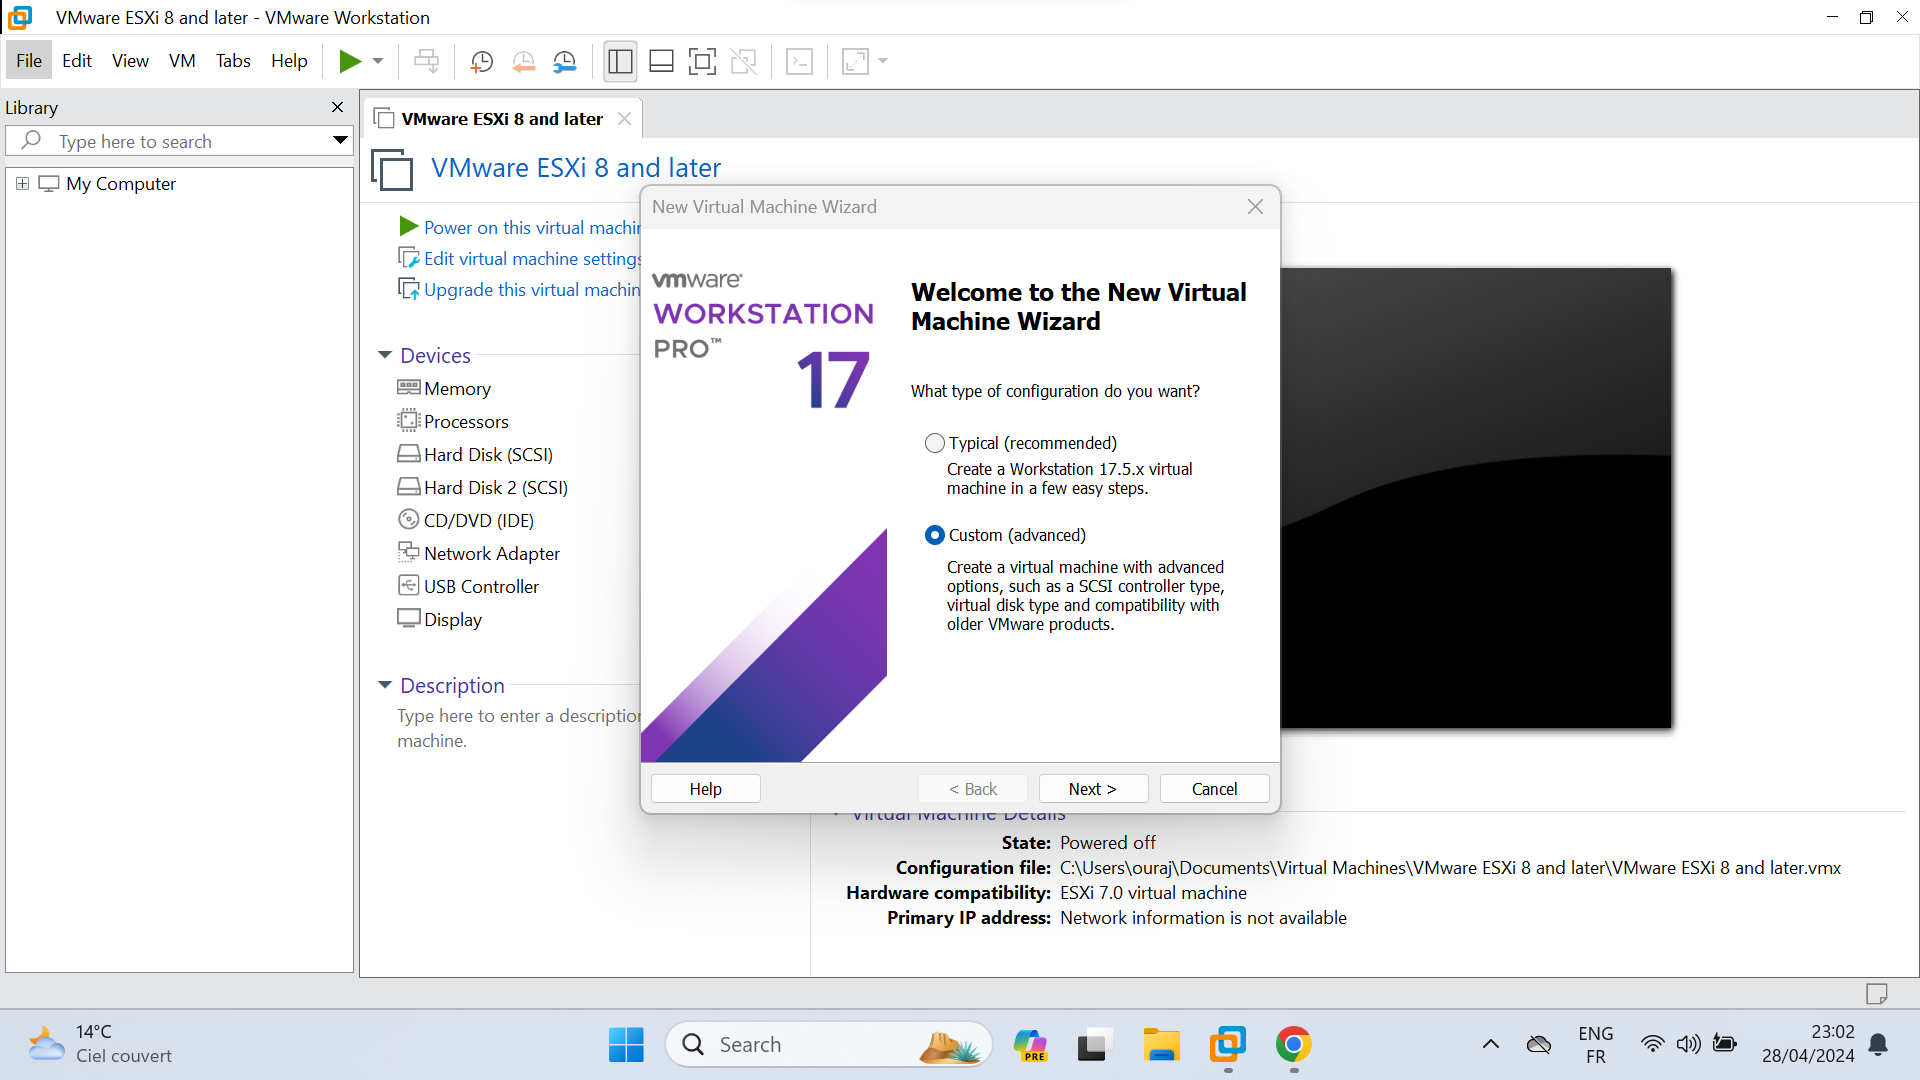 VMware ESXi 8 and later - VMware Workstation
File Edit View VM Tabs Help
Library
Type here to search
My Computer
VMware ESXi 8 and later
VMware ESXi 8 and later
Power on this virtual machin
Edit virtual machine settings
Upgrade this virtual machin
Devices
Memory
Processors
Hard Disk (SCSI)
Hard Disk 2 (SCSI)
CD/DVD (IDE)
Network Adapter
USB Controller
Display
Description
Type here to enter a description
machine.
New Virtual Machine Wizard
vmware®
WORKSTATION
PRO™
17
Welcome to the New Virtual
Machine Wizard
What type of configuration do you want?
Typical (recommended)
Create a Workstation 17.5.x virtual
machine in a few easy steps.
Custom (advanced)
Create a virtual machine with advanced
options, such as a SCSI controller type,
virtual disk type and compatibility with
older VMware products.
Help < Back Next > Cancel
Virtual Machine Details
State: Powered off
Configuration file: C:\Users\ouraj\Documents\Virtual Machines\VMware ESXi 8 and later\VMware ESXi 8 and later.vmx
Hardware compatibility: ESXi 7.0 virtual machine
Primary IP address: Network information is not available
14°C
Ciel couvert
Search
PRE
ENG
FR
23:02
28/04/2024